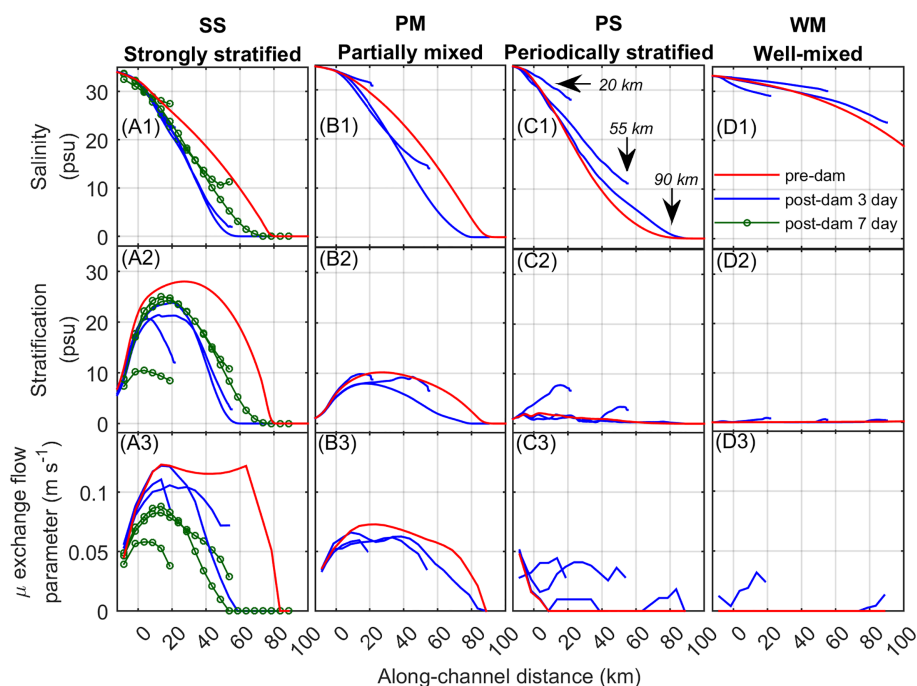 SS
Strongly stratified
PM
Partially mixed
PS
Periodically stratified
WM
Well-mixed
Salinity
(psu)
30
20
10
0
(A1)
(B1)
(C1)
20 km
55 km
90 km
(D1)
pre-dam
post-dam 3 day
post-dam 7 day
Stratification
(psu)
30
20
10
0
(A2)
(B2)
(C2)
(D2)
μ exchange flow
parameter (m s⁻¹)
0.1
0.05
0
(A3)
(B3)
(C3)
(D3)
0 20 40 60 80 100
0 20 40 60 80 100
0 20 40 60 80 100
0 20 40 60 80 100
Along-channel distance (km)